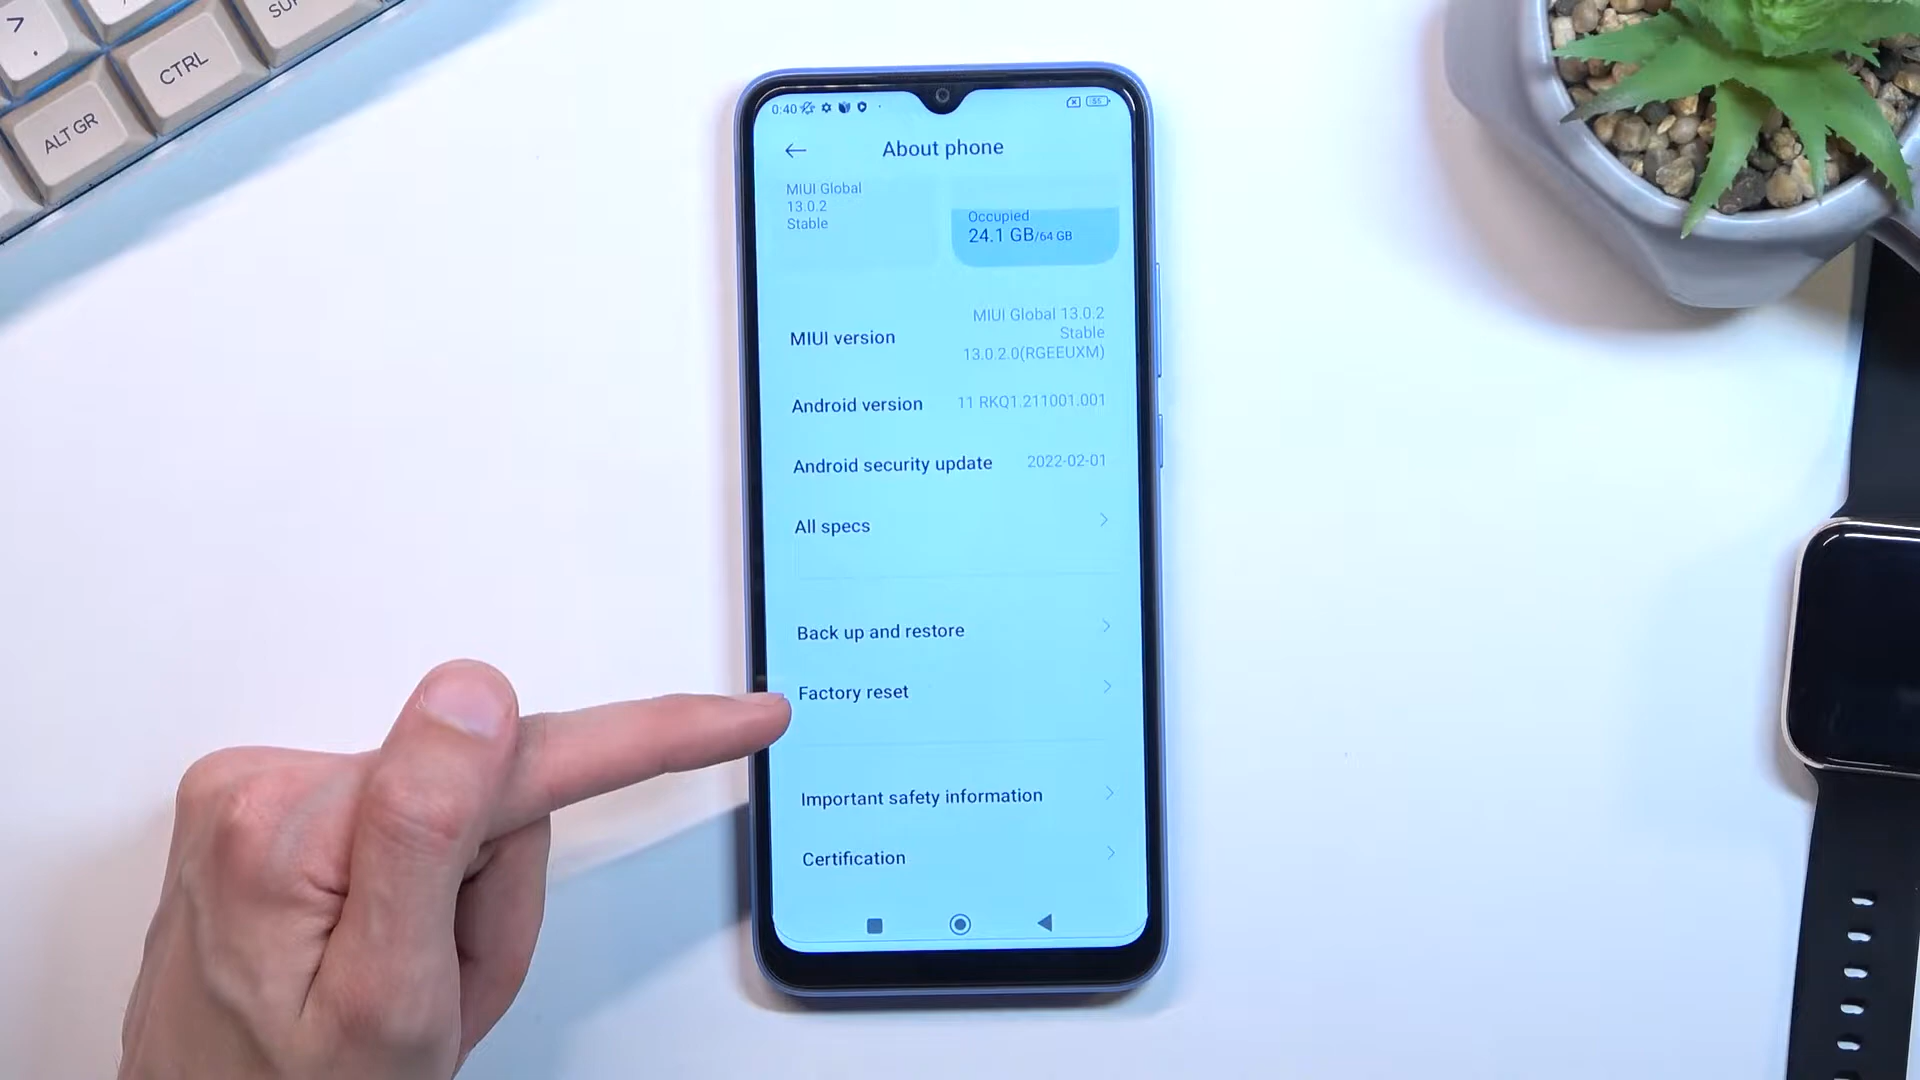 >
.
CTRL
ALT GR
0:40
55
About phone
MIUI Global
13.0.2
Stable
Occupied
24.1 GB/64 GB
MIUI version
MIUI Global 13.0.2
Stable
13.0.2.0(RGEEUXM)
Android version
11 RKQ1.211001.001
Android security update
2022-02-01
All specs
Back up and restore
Factory reset
Important safety information
Certification